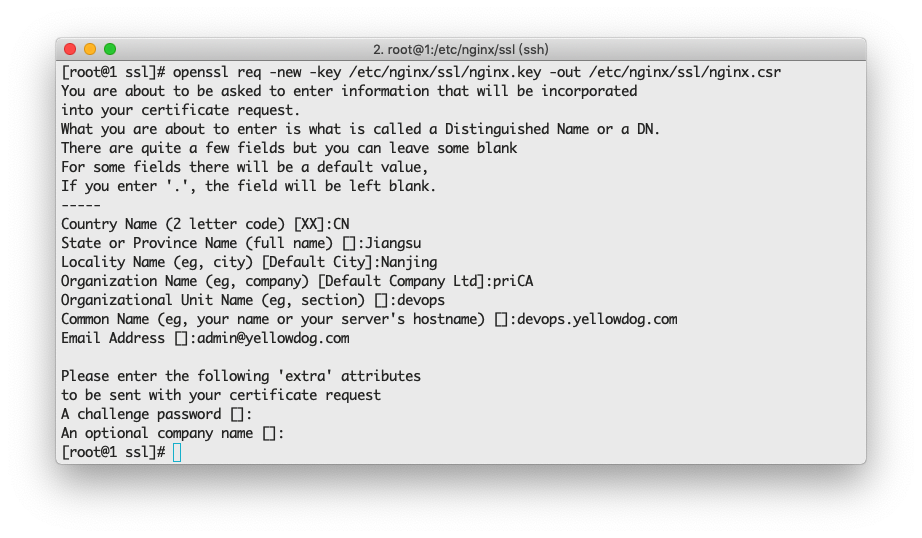 2. root@1:/etc/nginx/ssl (ssh)
[root@1 ssl]# openssl req -new -key /etc/nginx/ssl/nginx.key -out /etc/nginx/ssl/nginx.csr
You are about to be asked to enter information that will be incorporated
into your certificate request.
What you are about to enter is what is called a Distinguished Name or a DN.
There are quite a few fields but you can leave some blank
For some fields there will be a default value,
If you enter '.', the field will be left blank.
-----
Country Name (2 letter code) [XX]:CN
State or Province Name (full name) []:Jiangsu
Locality Name (eg, city) [Default City]:Nanjing
Organization Name (eg, company) [Default Company Ltd]:priCA
Organizational Unit Name (eg, section) []:devops
Common Name (eg, your name or your server's hostname) []:devops.yellowdog.com
Email Address []:admin@yellowdog.com

Please enter the following 'extra' attributes
to be sent with your certificate request
A challenge password []:
An optional company name []:
[root@1 ssl]#